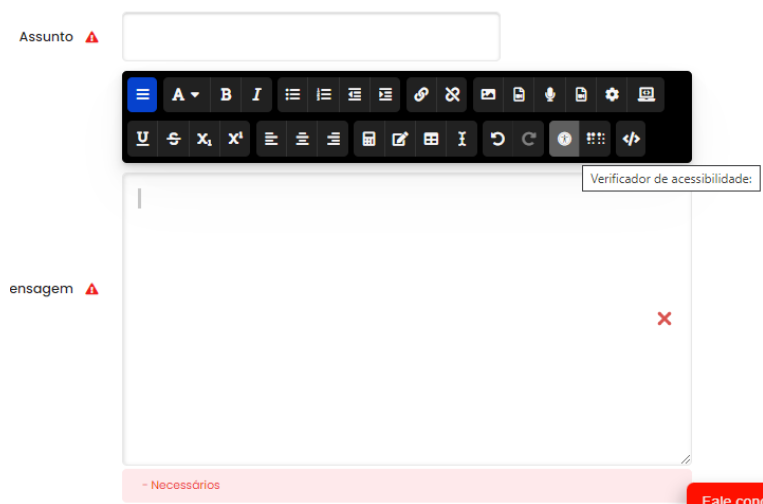 Assunto
Verificador de acessibilidade:
ensagem
- Necessários
Fale con